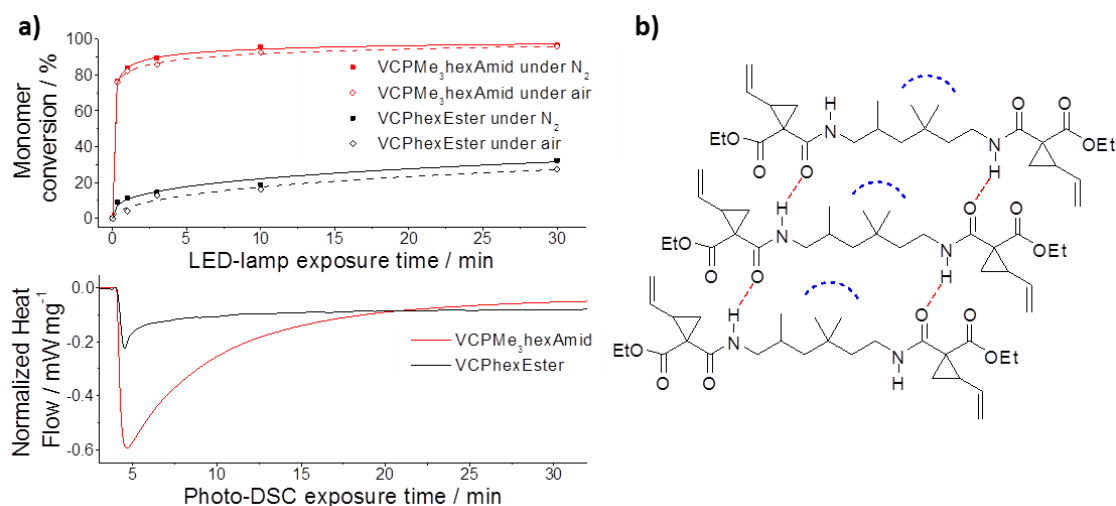 a)
100
80
60
40
20
0
Monomer
conversion / %
VCPMe₃hexAmid under N₂
VCPMe₃hexAmid under air
VCPhexEster under N₂
VCPhexEster under air
0 5 10 15 20 25 30
LED-lamp exposure time / min
0.0
-0.2
-0.4
-0.6
Normalized Heat
Flow / mW mg⁻¹
VCPMe₃hexAmid
VCPhexEster
5 10 15 20 25 30
Photo-DSC exposure time / min
b)
EtO O O N H N H O O OEt
EtO O O N H N H O O OEt
EtO O O N H N H O O OEt